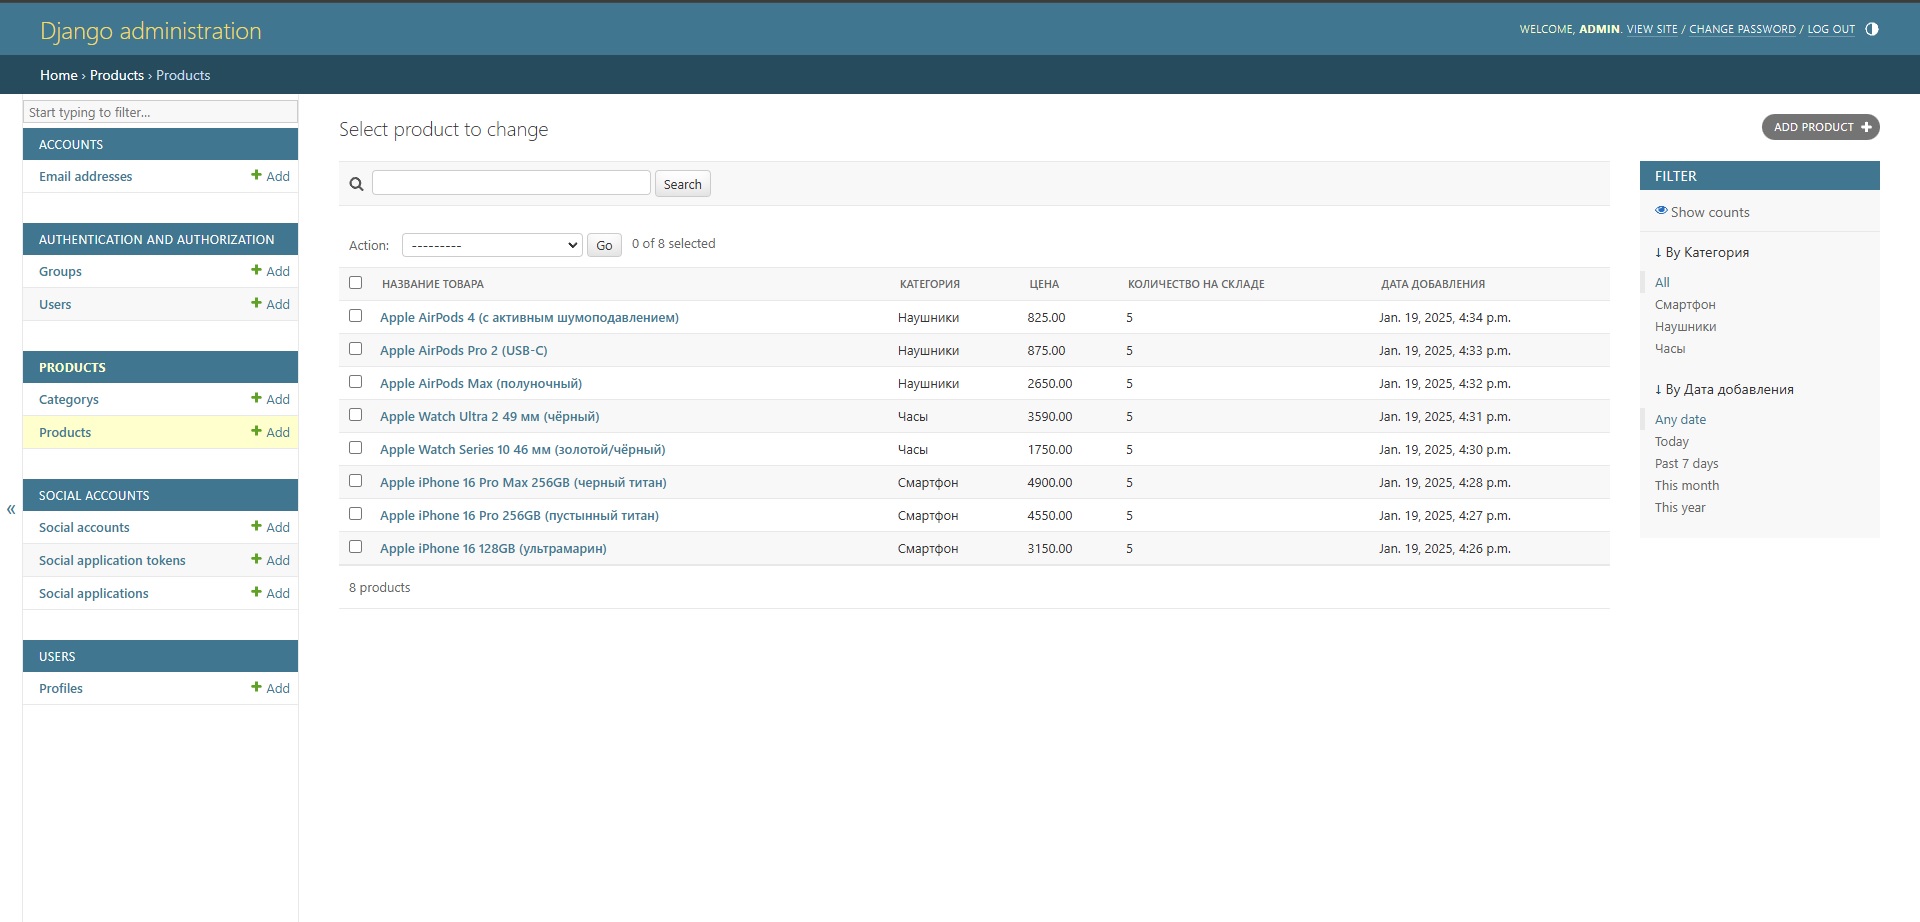 Django administration
WELCOME, ADMIN. VIEW SITE / CHANGE PASSWORD / LOG OUT
Home › Products › Products
Start typing to filter...
ACCOUNTS
Email addresses + Add
AUTHENTICATION AND AUTHORIZATION
Groups + Add
Users + Add
PRODUCTS
Categorys + Add
Products + Add
SOCIAL ACCOUNTS
Social accounts + Add
Social application tokens + Add
Social applications + Add
USERS
Profiles + Add
«
Select product to change
ADD PRODUCT +
Search
Action: --------- Go 0 of 8 selected
НАЗВАНИЕ ТОВАРА КАТЕГОРИЯ ЦЕНА КОЛИЧЕСТВО НА СКЛАДЕ ДАТА ДОБАВЛЕНИЯ
Apple AirPods 4 (с активным шумоподавлением) Наушники 825.00 5 Jan. 19, 2025, 4:34 p.m.
Apple AirPods Pro 2 (USB-C) Наушники 875.00 5 Jan. 19, 2025, 4:33 p.m.
Apple AirPods Max (полуночный) Наушники 2650.00 5 Jan. 19, 2025, 4:32 p.m.
Apple Watch Ultra 2 49 мм (чёрный) Часы 3590.00 5 Jan. 19, 2025, 4:31 p.m.
Apple Watch Series 10 46 мм (золотой/чёрный) Часы 1750.00 5 Jan. 19, 2025, 4:30 p.m.
Apple iPhone 16 Pro Max 256GB (черный титан) Смартфон 4900.00 5 Jan. 19, 2025, 4:28 p.m.
Apple iPhone 16 Pro 256GB (пустынный титан) Смартфон 4550.00 5 Jan. 19, 2025, 4:27 p.m.
Apple iPhone 16 128GB (ультрамарин) Смартфон 3150.00 5 Jan. 19, 2025, 4:26 p.m.
8 products
FILTER
Show counts
↓ By Категория
All
Смартфон
Наушники
Часы
↓ By Дата добавления
Any date
Today
Past 7 days
This month
This year